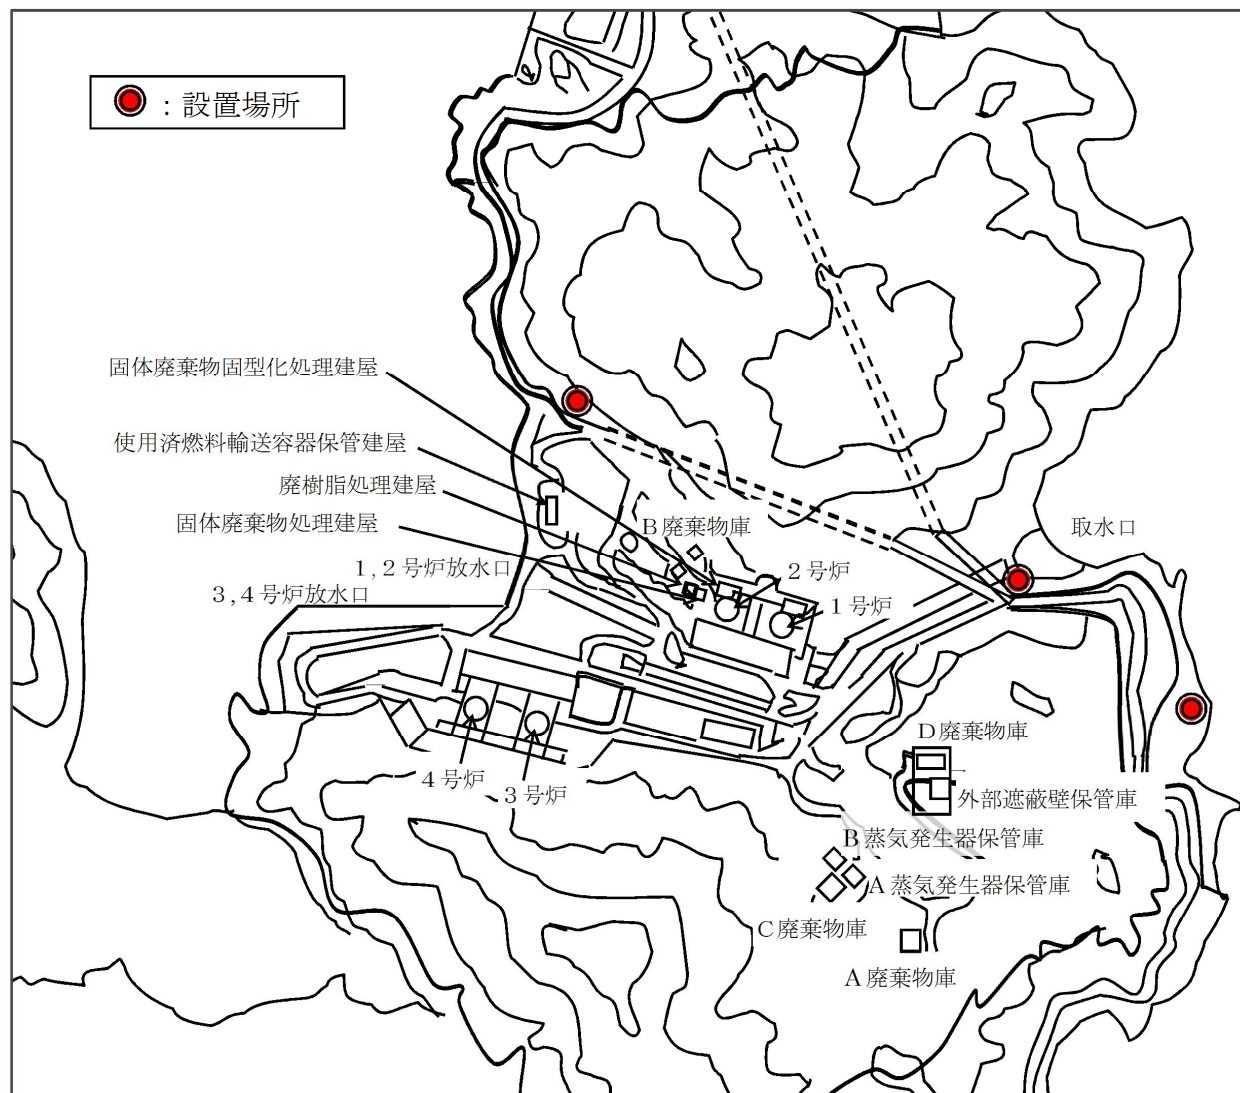 ：設置場所
固体廃棄物固型化処理建屋
使用済燃料輸送容器保管建屋
廃樹脂処理建屋
固体廃棄物処理建屋
Ｂ廃棄物庫
取水口
1,2号炉放水口
２号炉
3,4号炉放水口
１号炉
Ｄ廃棄物庫
４号炉
３号炉
外部遮蔽壁保管庫
Ｂ蒸気発生器保管庫
Ａ蒸気発生器保管庫
Ｃ廃棄物庫
Ａ廃棄物庫